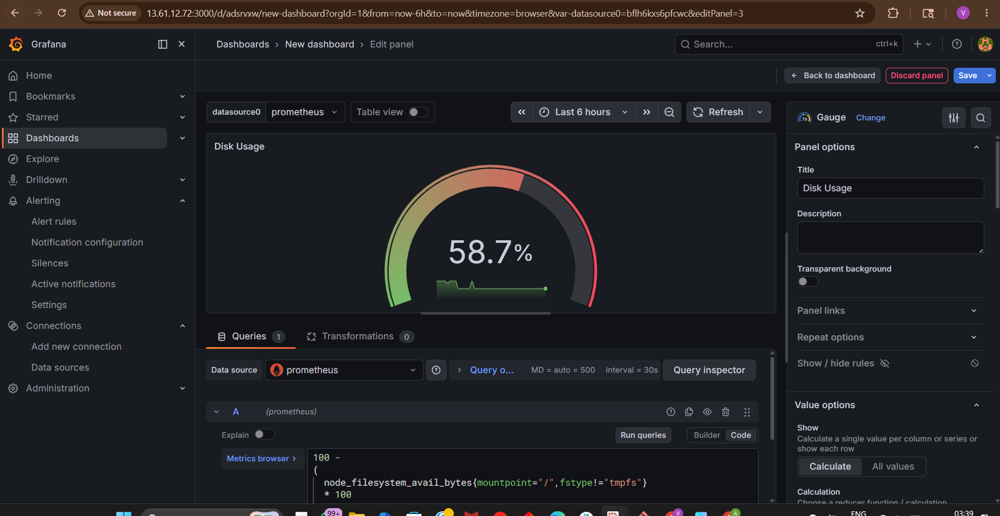 Not secure
13.61.12.72:3000/d/adsrvxw/new-dashboard?orgId=1&from=now-6h&to=now&timezone=browser&var-datasource0=bflh6kxs6pfcwc&editPanel=3
V
Grafana
Dashboards › New dashboard › Edit panel
Search...
ctrl+k
Home
Bookmarks
Starred
Dashboards
Explore
Drilldown
Alerting
Alert rules
Notification configuration
Silences
Active notifications
Settings
Connections
Add new connection
Data sources
Administration
Back to dashboard
Discard panel
Save
datasource0
prometheus
Table view
Last 6 hours
Refresh
Disk Usage
58.7%
Queries 1
Transformations 0
Data source
prometheus
Query o...
MD = auto = 500
Interval = 30s
Query inspector
A
(prometheus)
Explain
Run queries
Builder
Code
Metrics browser >
100 -
(
node_filesystem_avail_bytes{mountpoint="/",fstype!="tmpfs"}
* 100
79
Gauge
Change
Panel options
Title
Disk Usage
Description
Transparent background
Panel links
Repeat options
Show / hide rules
Value options
Show
Calculate a single value per column or series or
show each row
Calculate
All values
Calculation
Choose a reducer function / calculation
99+
V
A
ENG
03:39